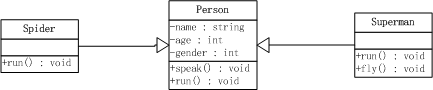 Spider
+run() : void
Person
-name : string
-age : int
-gender : int
+speak() : void
+run() : void
Superman
+run() : void
+fly() : void